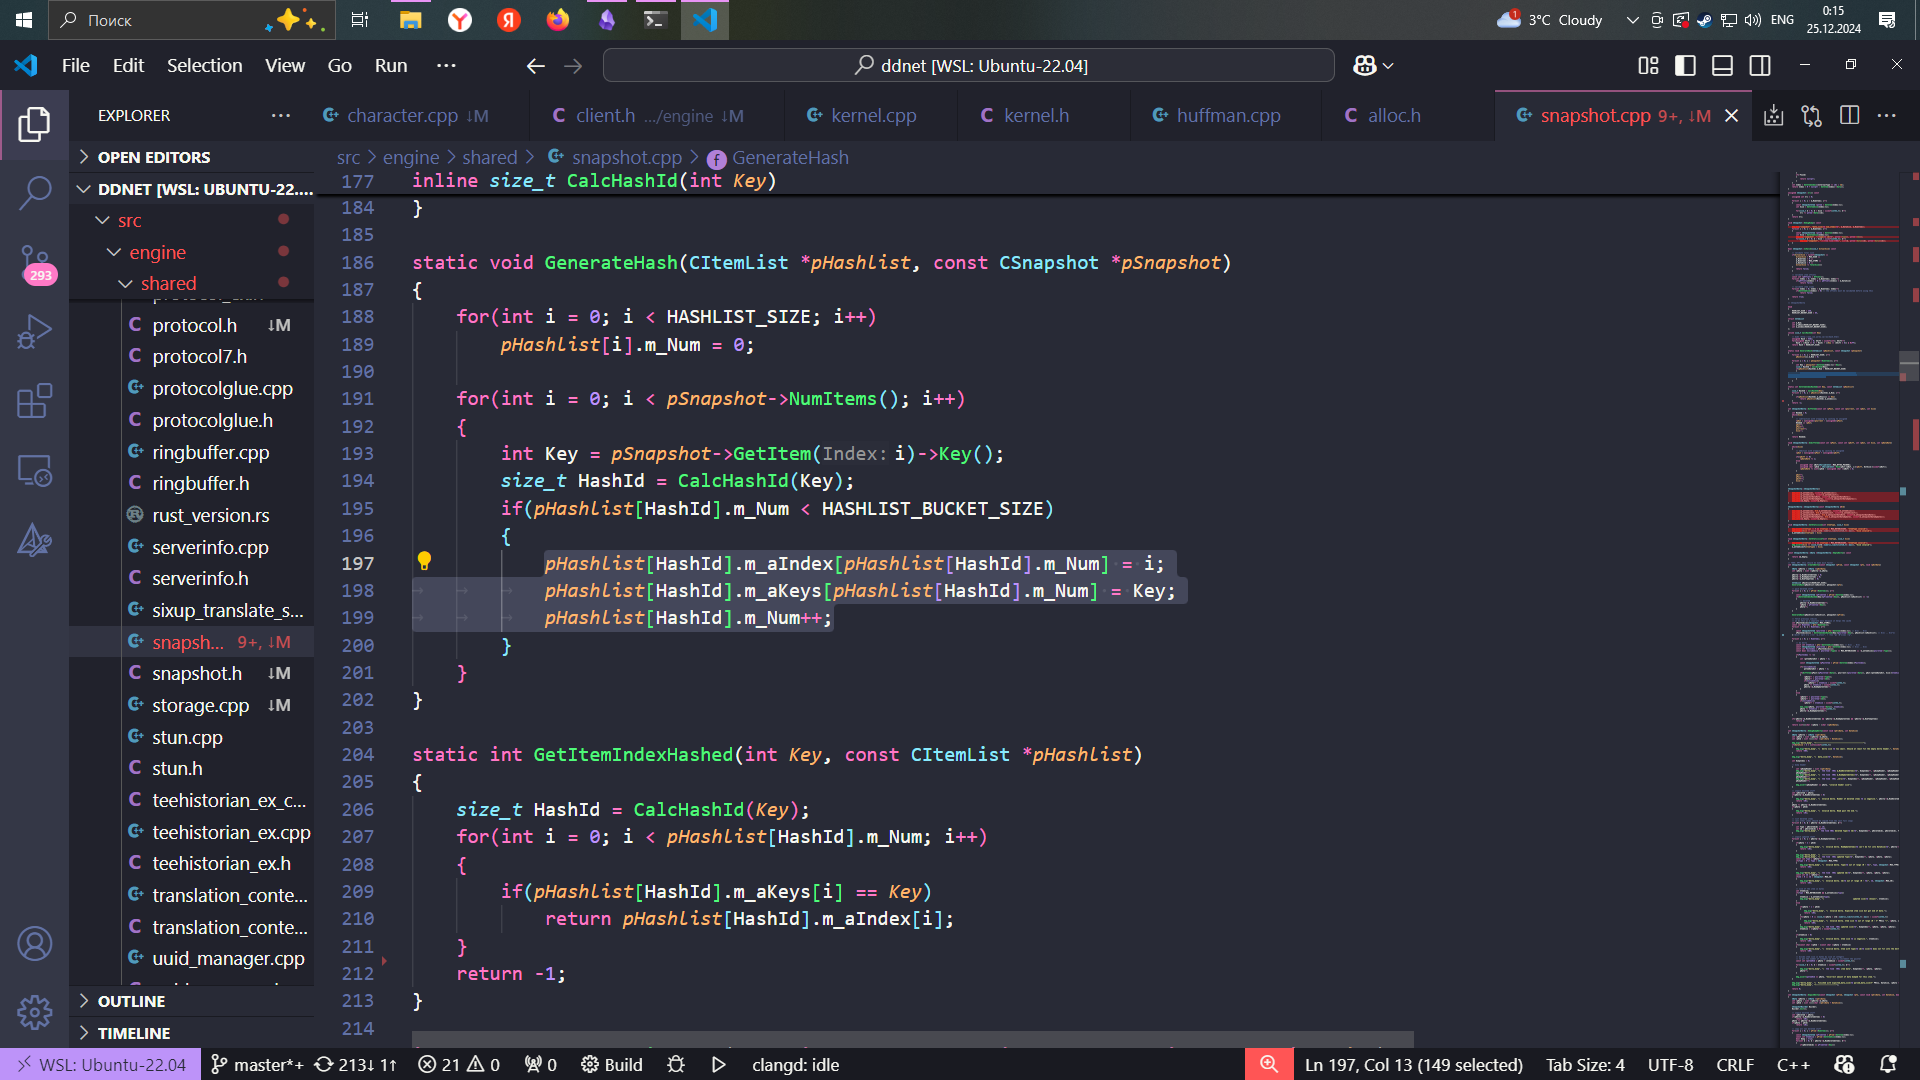 Поиск
1
3°C Cloudy
ENG
0:15
25.12.2024
File Edit Selection View Go Run ···
ddnet [WSL: Ubuntu-22.04]
EXPLORER
character.cpp ↓M
client.h .../engine ↓M
kernel.cpp
kernel.h
huffman.cpp
alloc.h
snapshot.cpp 9+, ↓M
OPEN EDITORS
DDNET [WSL: UBUNTU-22....
src
engine
shared
protocol.h ↓M
protocol7.h
protocolglue.cpp
protocolglue.h
ringbuffer.cpp
ringbuffer.h
rust_version.rs
serverinfo.cpp
serverinfo.h
sixup_translate_s...
snapsh... 9+, ↓M
snapshot.h ↓M
storage.cpp ↓M
stun.cpp
stun.h
teehistorian_ex_c...
teehistorian_ex.cpp
teehistorian_ex.h
translation_conte...
translation_conte...
uuid_manager.cpp
OUTLINE
TIMELINE
293
src > engine > shared > snapshot.cpp > GenerateHash
177 inline size_t CalcHashId(int Key)
184 }
185
186 static void GenerateHash(CItemList *pHashlist, const CSnapshot *pSnapshot)
187 {
188 for(int i = 0; i < HASHLIST_SIZE; i++)
189 pHashlist[i].m_Num = 0;
190
191 for(int i = 0; i < pSnapshot->NumItems(); i++)
192 {
193 int Key = pSnapshot->GetItem(Index: i)->Key();
194 size_t HashId = CalcHashId(Key);
195 if(pHashlist[HashId].m_Num < HASHLIST_BUCKET_SIZE)
196 {
197 pHashlist[HashId].m_aIndex[pHashlist[HashId].m_Num] = i;
198 pHashlist[HashId].m_aKeys[pHashlist[HashId].m_Num] = Key;
199 pHashlist[HashId].m_Num++;
200 }
201 }
202 }
203
204 static int GetItemIndexHashed(int Key, const CItemList *pHashlist)
205 {
206 size_t HashId = CalcHashId(Key);
207 for(int i = 0; i < pHashlist[HashId].m_Num; i++)
208 {
209 if(pHashlist[HashId].m_aKeys[i] == Key)
210 return pHashlist[HashId].m_aIndex[i];
211 }
212 return -1;
213 }
214
WSL: Ubuntu-22.04
master*+
213↓ 1↑
21
0
0
Build
clangd: idle
Ln 197, Col 13 (149 selected)
Tab Size: 4
UTF-8
CRLF
C++